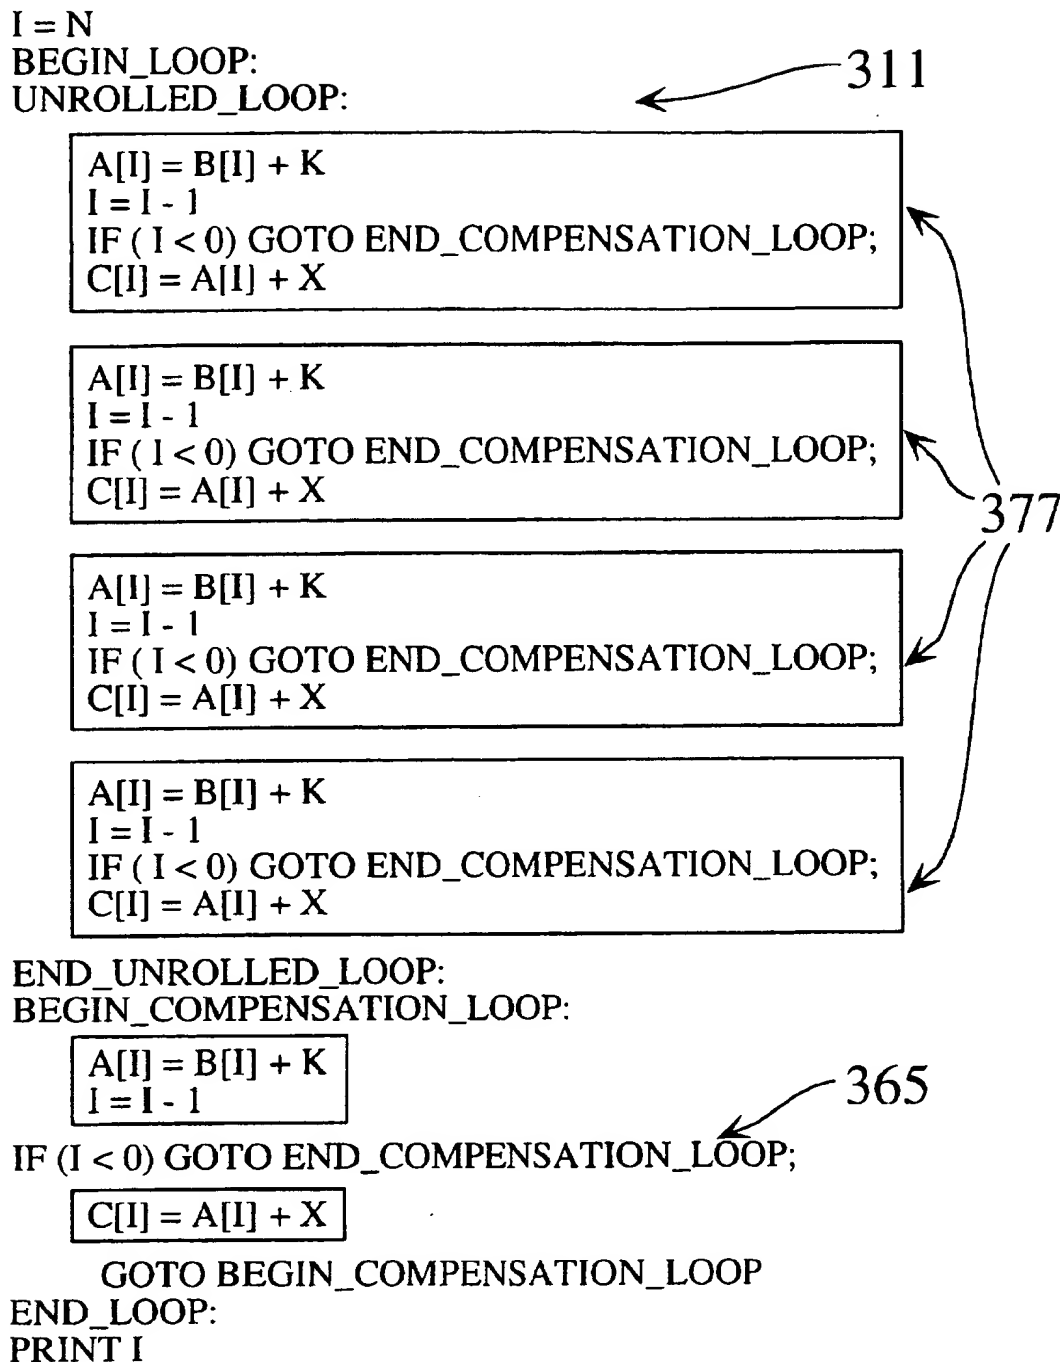 I = N
BEGIN_LOOP:
311
UNROLLED_LOOP:
A[I] = B[I] + K
I = I - 1
IF ( I < 0) GOTO END_COMPENSATION_LOOP;
C[I] = A[I] + X
A[I] = B[I] + K
I = I - 1
IF ( I < 0) GOTO END_COMPENSATION_LOOP;
C[I] = A[I] + X
377
A[I] = B[I] + K
I = I - 1
IF ( I < 0) GOTO END_COMPENSATION_LOOP;
C[I] = A[I] + X
A[I] = B[I] + K
I = I - 1
IF ( I < 0) GOTO END_COMPENSATION_LOOP;
C[I] = A[I] + X
END_UNROLLED_LOOP:
BEGIN_COMPENSATION_LOOP:
A[I] = B[I] + K
I = I - 1
365
IF (I < 0) GOTO END_COMPENSATION_LOOP;
C[I] = A[I] + X
GOTO BEGIN_COMPENSATION_LOOP
END_LOOP:
PRINT I